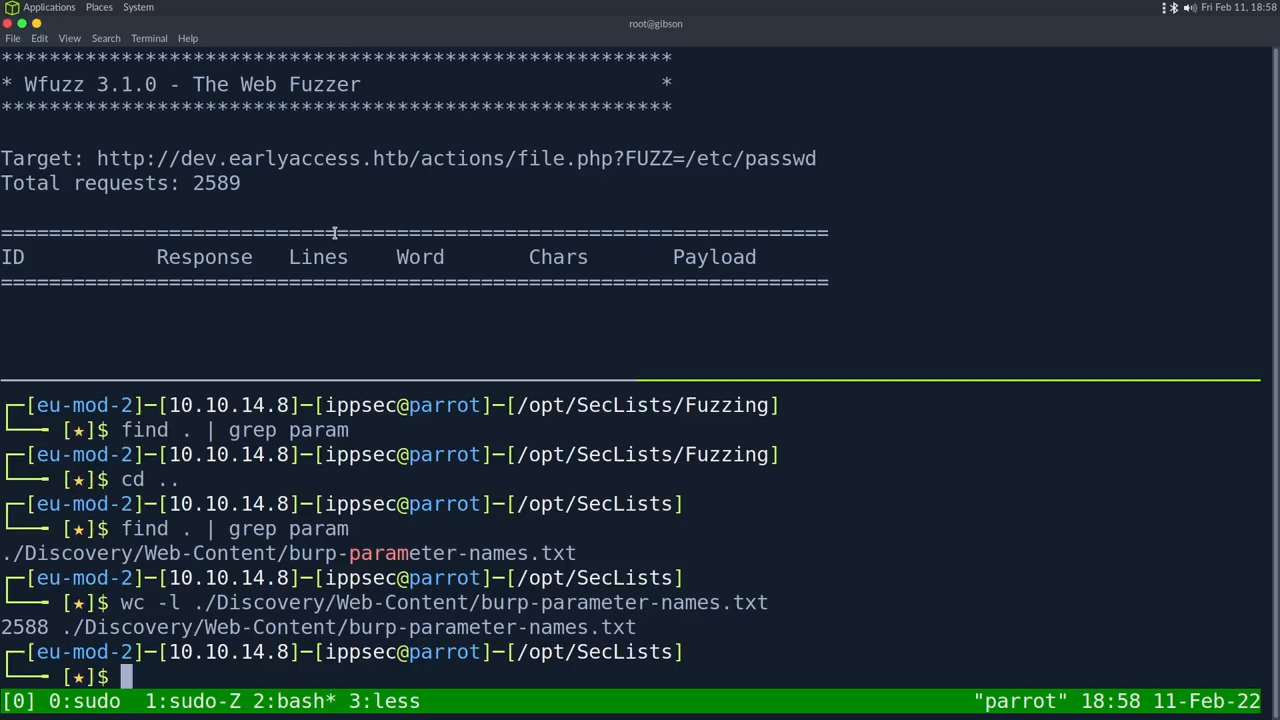 Applications Places System
Fri Feb 11, 18:58
root@gibson
File Edit View Search Terminal Help
********************************************************
* Wfuzz 3.1.0 - The Web Fuzzer                         *
********************************************************
Target: http://dev.earlyaccess.htb/actions/file.php?FUZZ=/etc/passwd
Total requests: 2589
=====================================================================
ID           Response   Lines    Word       Chars       Payload
=====================================================================
┌─[eu-mod-2]─[10.10.14.8]─[ippsec@parrot]─[/opt/SecLists/Fuzzing]
└──╼ [★]$ find . | grep param
┌─[eu-mod-2]─[10.10.14.8]─[ippsec@parrot]─[/opt/SecLists/Fuzzing]
└──╼ [★]$ cd ..
┌─[eu-mod-2]─[10.10.14.8]─[ippsec@parrot]─[/opt/SecLists]
└──╼ [★]$ find . | grep param
./Discovery/Web-Content/burp-parameter-names.txt
┌─[eu-mod-2]─[10.10.14.8]─[ippsec@parrot]─[/opt/SecLists]
└──╼ [★]$ wc -l ./Discovery/Web-Content/burp-parameter-names.txt
2588 ./Discovery/Web-Content/burp-parameter-names.txt
┌─[eu-mod-2]─[10.10.14.8]─[ippsec@parrot]─[/opt/SecLists]
└──╼ [★]$
[0] 0:sudo  1:sudo-Z 2:bash* 3:less "parrot" 18:58 11-Feb-22